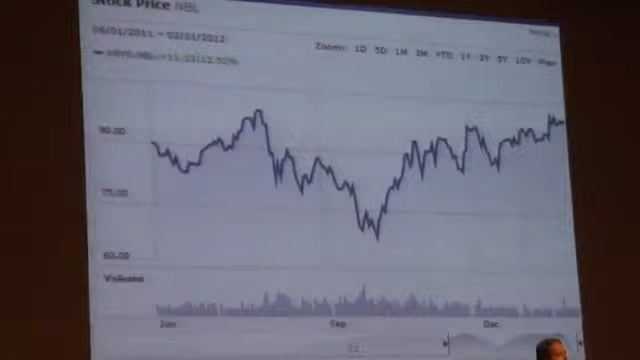 Stock Price NBL
06/01/2011 - 02/01/2012
Zoom: 1D 5D 1M 3M YTD 1Y 3Y 5Y 10Y Max
90.00
75.00
60.00
Volume
Jun Sep Dec